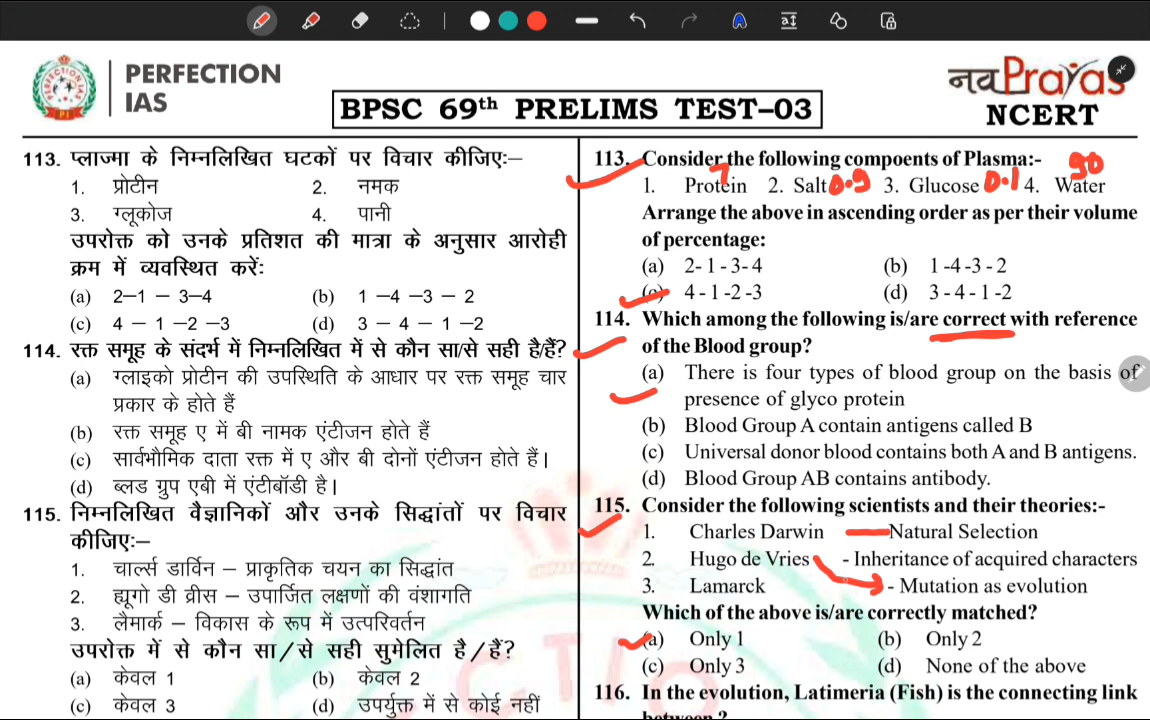 PERFECTION
IAS
BPSC 69th PRELIMS TEST–03
नवPrayas
NCERT
113. प्लाज्मा के निम्नलिखित घटकों पर विचार कीजिए:–
1. प्रोटीन 2. नमक
3. ग्लूकोज 4. पानी
उपरोक्त को उनके प्रतिशत की मात्रा के अनुसार आरोही
क्रम में व्यवस्थित करें:
(a) 2–1 – 3–4 (b) 1 –4 –3 – 2
(c) 4 – 1 –2 –3 (d) 3 – 4 – 1 –2
114. रक्त समूह के संदर्भ में निम्नलिखित में से कौन सा/से सही है/हैं?
(a) ग्लाइको प्रोटीन की उपस्थिति के आधार पर रक्त समूह चार
प्रकार के होते हैं
(b) रक्त समूह ए में बी नामक एंटीजन होते हैं
(c) सार्वभौमिक दाता रक्त में ए और बी दोनों एंटीजन होते हैं।
(d) ब्लड ग्रुप एबी में एंटीबॉडी है।
115. निम्नलिखित वैज्ञानिकों और उनके सिद्धांतों पर विचार
कीजिए:–
1. चार्ल्स डार्विन – प्राकृतिक चयन का सिद्धांत
2. ह्यूगो डी व्रीस – उपार्जित लक्षणों की वंशागति
3. लैमार्क – विकास के रूप में उत्परिवर्तन
उपरोक्त में से कौन सा/से सही सुमेलित है/हैं?
(a) केवल 1 (b) केवल 2
(c) केवल 3 (d) उपर्युक्त में से कोई नहीं
113. Consider the following compoents of Plasma:-
1. Protein 7 2. Salt 0.9 3. Glucose 0.1 4. Water 90
Arrange the above in ascending order as per their volume
of percentage:
(a) 2- 1 - 3- 4 (b) 1 -4 -3 - 2
(c) 4 - 1 -2 -3 (d) 3 - 4 - 1 -2
114. Which among the following is/are correct with reference
of the Blood group?
(a) There is four types of blood group on the basis of
presence of glyco protein
(b) Blood Group A contain antigens called B
(c) Universal donor blood contains both A and B antigens.
(d) Blood Group AB contains antibody.
115. Consider the following scientists and their theories:-
1. Charles Darwin Natural Selection
2. Hugo de Vries - Inheritance of acquired characters
3. Lamarck - Mutation as evolution
Which of the above is/are correctly matched?
(a) Only 1 (b) Only 2
(c) Only 3 (d) None of the above
116. In the evolution, Latimeria (Fish) is the connecting link
between ?